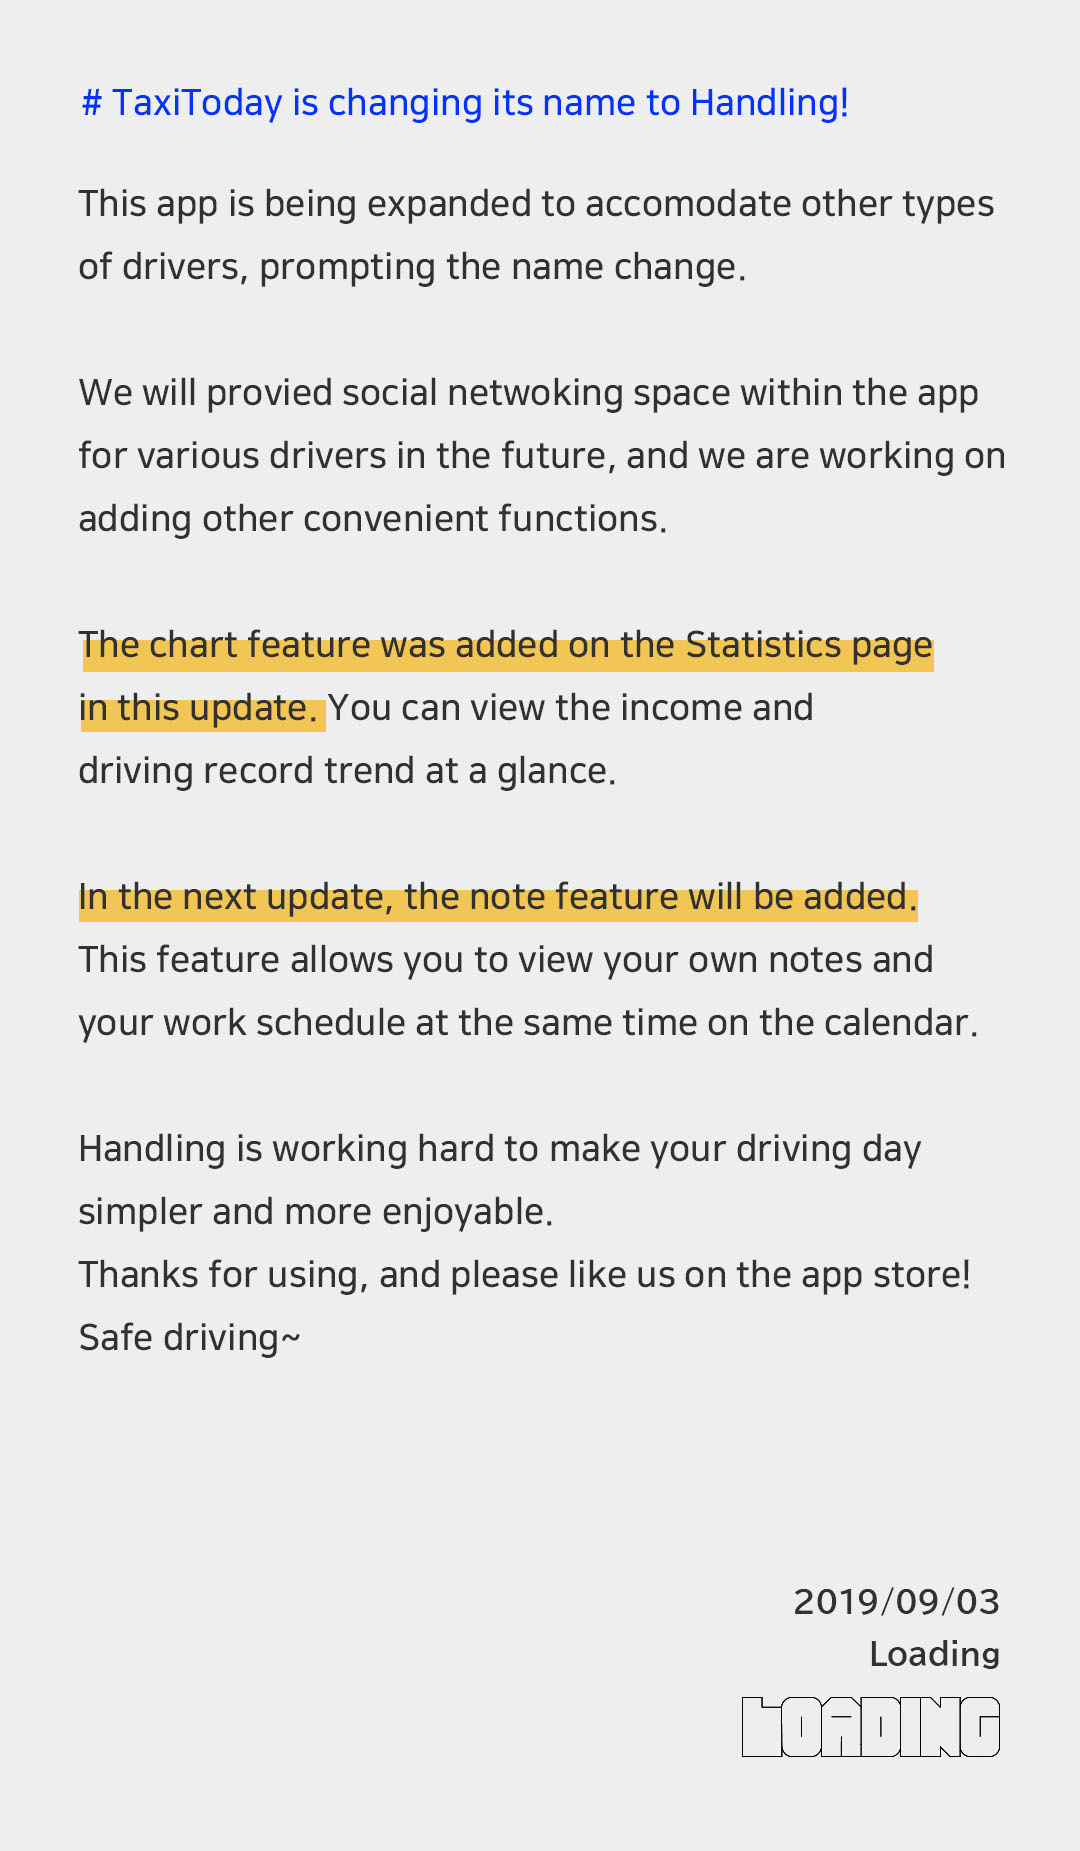 # TaxiToday is changing its name to Handling!
This app is being expanded to accomodate other types
of drivers, prompting the name change.
We will provied social netwoking space within the app
for various drivers in the future, and we are working on
adding other convenient functions.
The chart feature was added on the Statistics page
in this update. You can view the income and
driving record trend at a glance.
In the next update, the note feature will be added.
This feature allows you to view your own notes and
your work schedule at the same time on the calendar.
Handling is working hard to make your driving day
simpler and more enjoyable.
Thanks for using, and please like us on the app store!
Safe driving~
2019/09/03
Loading
LOADING